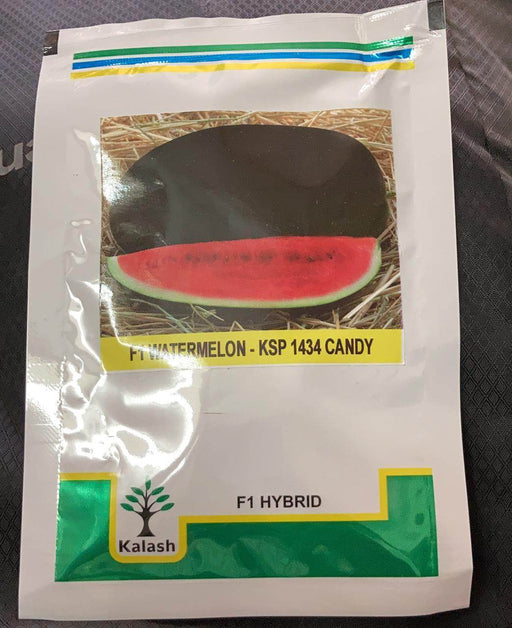 F1 WATERMELON - KSP 1434 CANDY
F1 HYBRID
Kalash